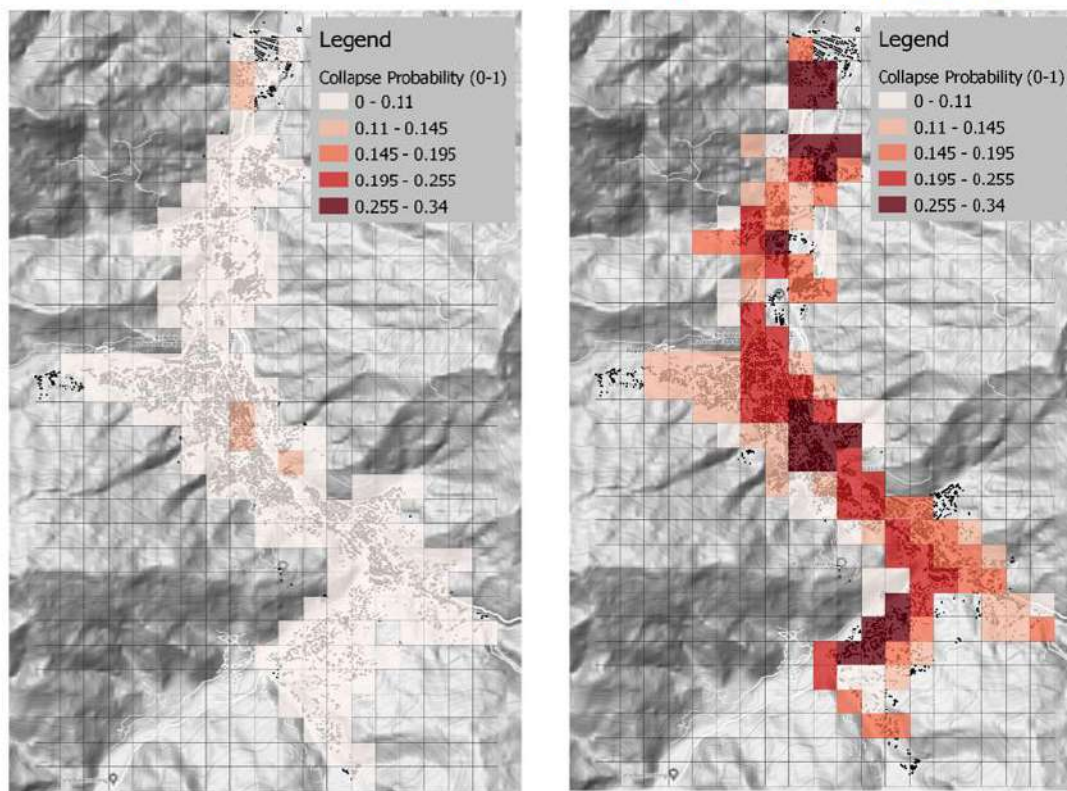 Legend
Collapse Probability (0-1)
0 - 0.11
0.11 - 0.145
0.145 - 0.195
0.195 - 0.255
0.255 - 0.34
Legend
Collapse Probability (0-1)
0 - 0.11
0.11 - 0.145
0.145 - 0.195
0.195 - 0.255
0.255 - 0.34